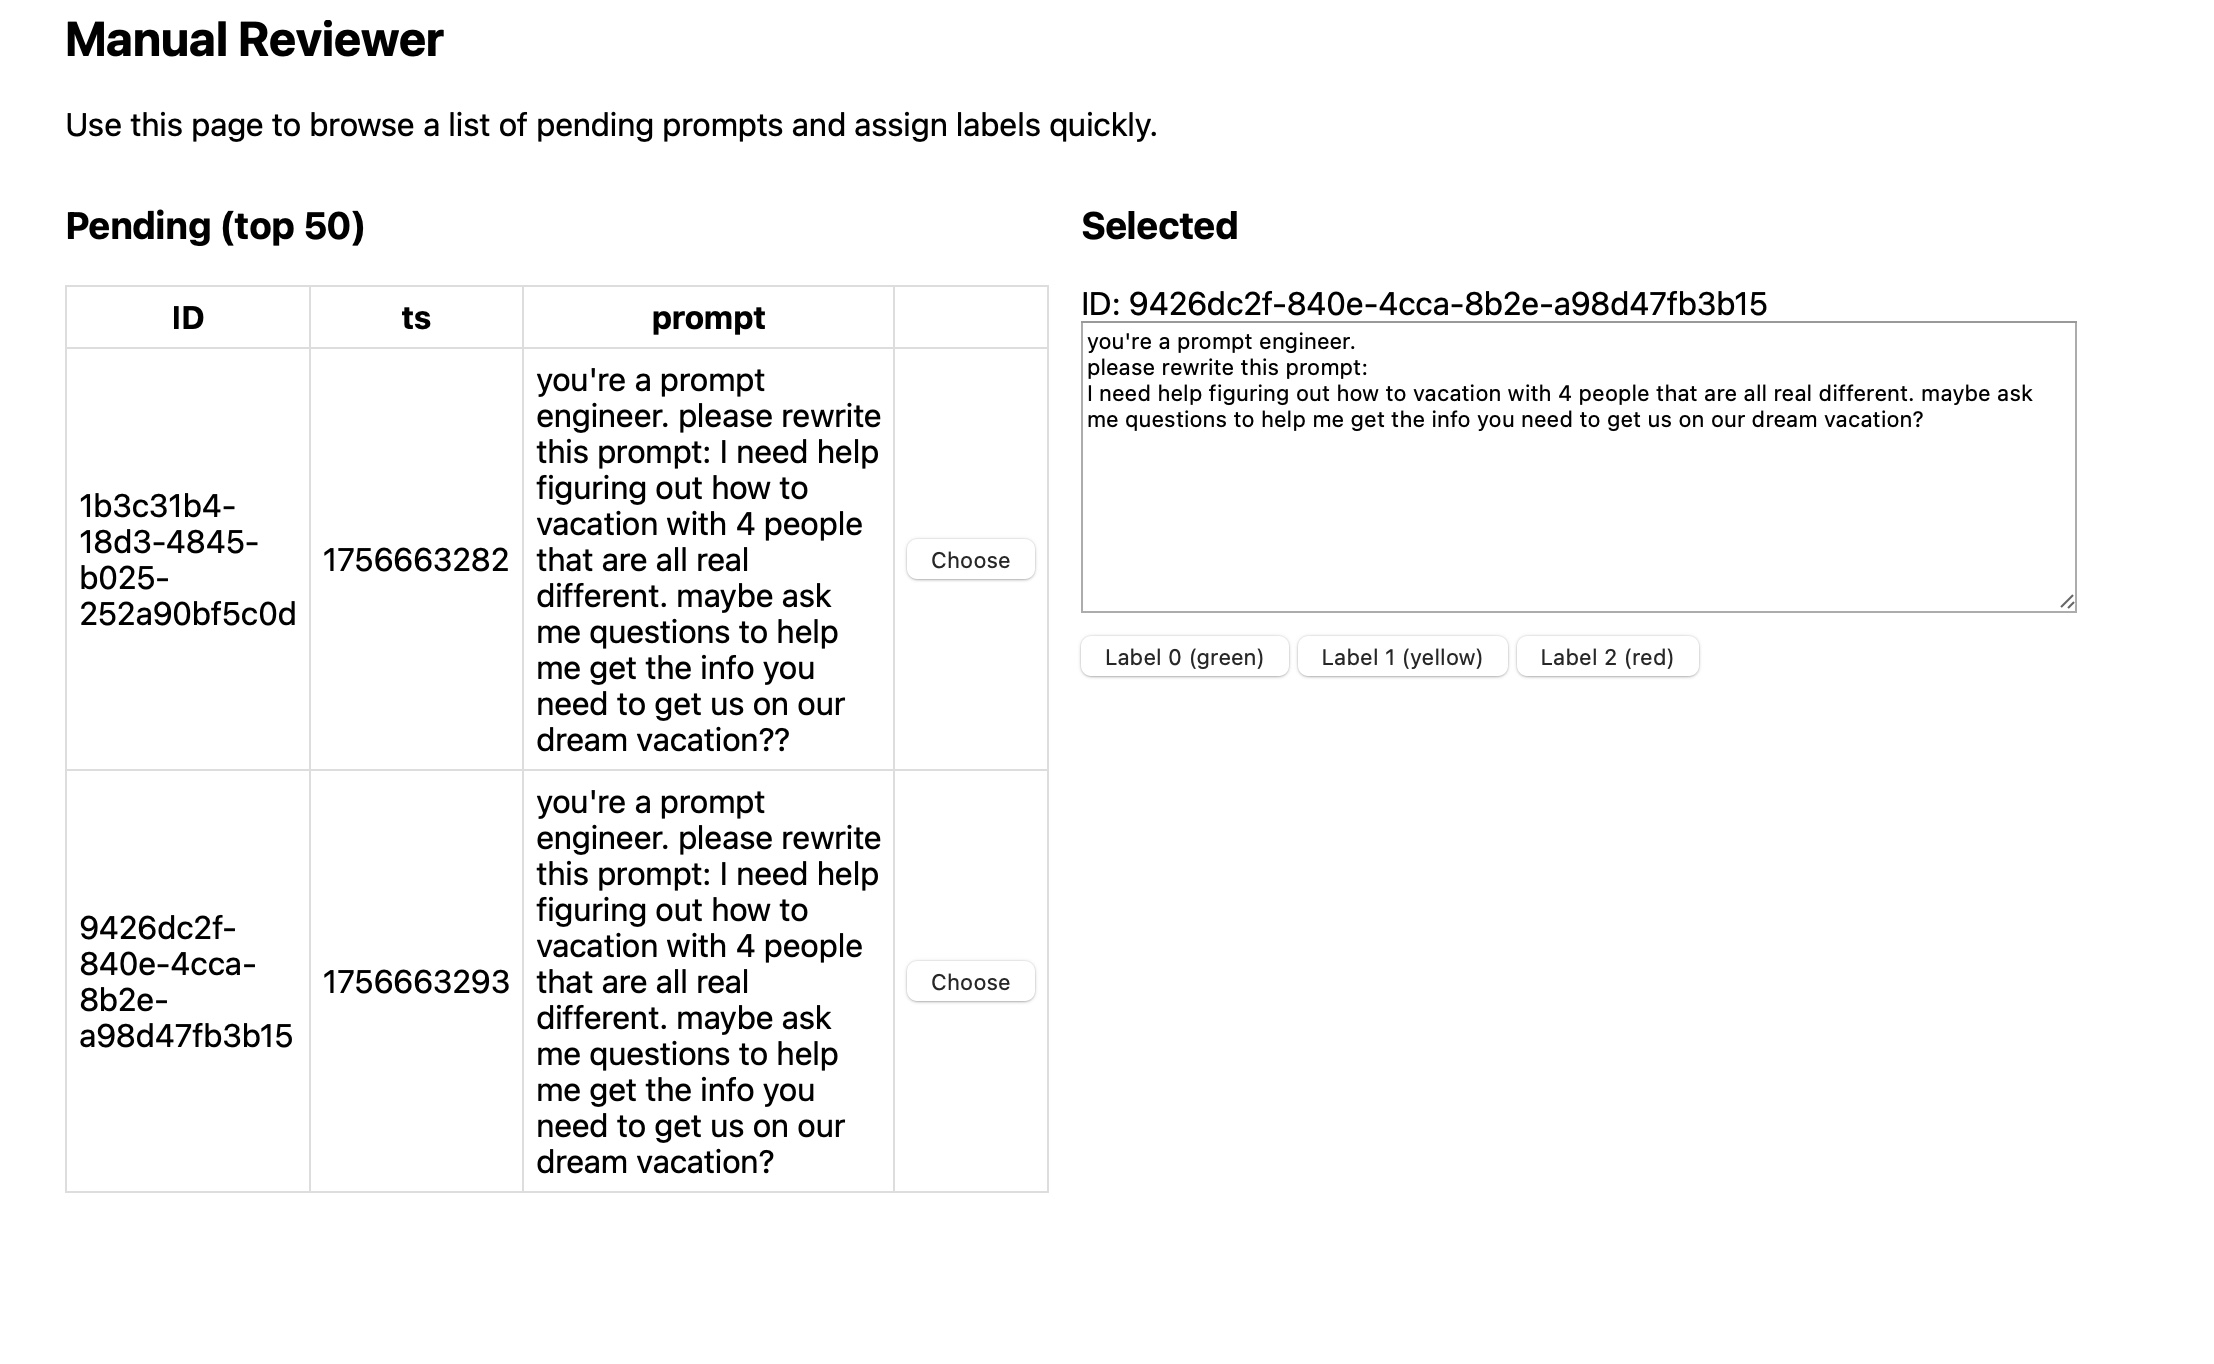 Manual Reviewer
Use this page to browse a list of pending prompts and assign labels quickly.
Pending (top 50)
ID ts prompt
1b3c31b4-
18d3-4845-
b025-
252a90bf5c0d
1756663282
you're a prompt
engineer. please rewrite
this prompt: I need help
figuring out how to
vacation with 4 people
that are all real
different. maybe ask
me questions to help
me get the info you
need to get us on our
dream vacation??
Choose
9426dc2f-
840e-4cca-
8b2e-
a98d47fb3b15
1756663293
you're a prompt
engineer. please rewrite
this prompt: I need help
figuring out how to
vacation with 4 people
that are all real
different. maybe ask
me questions to help
me get the info you
need to get us on our
dream vacation?
Choose
Selected
ID: 9426dc2f-840e-4cca-8b2e-a98d47fb3b15
you're a prompt engineer.
please rewrite this prompt:
I need help figuring out how to vacation with 4 people that are all real different. maybe ask
me questions to help me get the info you need to get us on our dream vacation?
Label 0 (green) Label 1 (yellow) Label 2 (red)